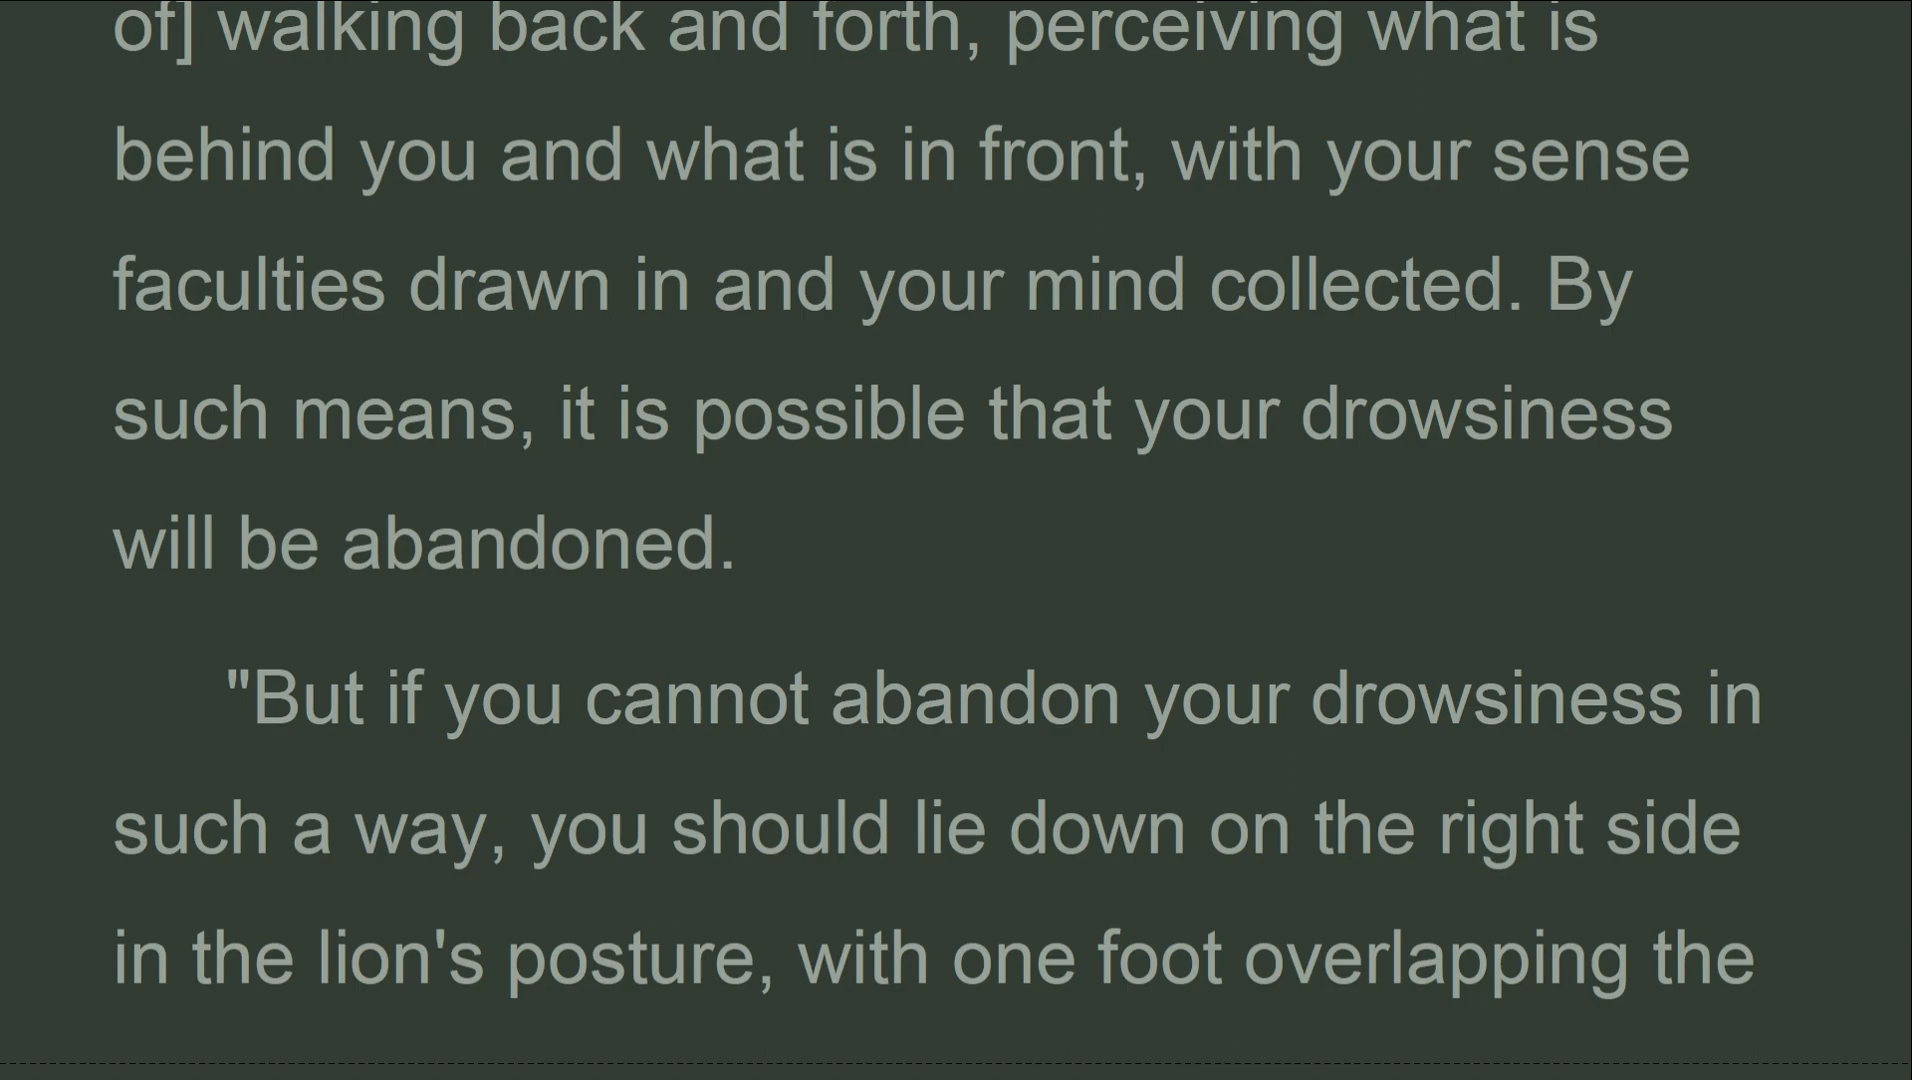 of] walking back and forth, perceiving what is
behind you and what is in front, with your sense
faculties drawn in and your mind collected. By
such means, it is possible that your drowsiness
will be abandoned.
"But if you cannot abandon your drowsiness in
such a way, you should lie down on the right side
in the lion's posture, with one foot overlapping the